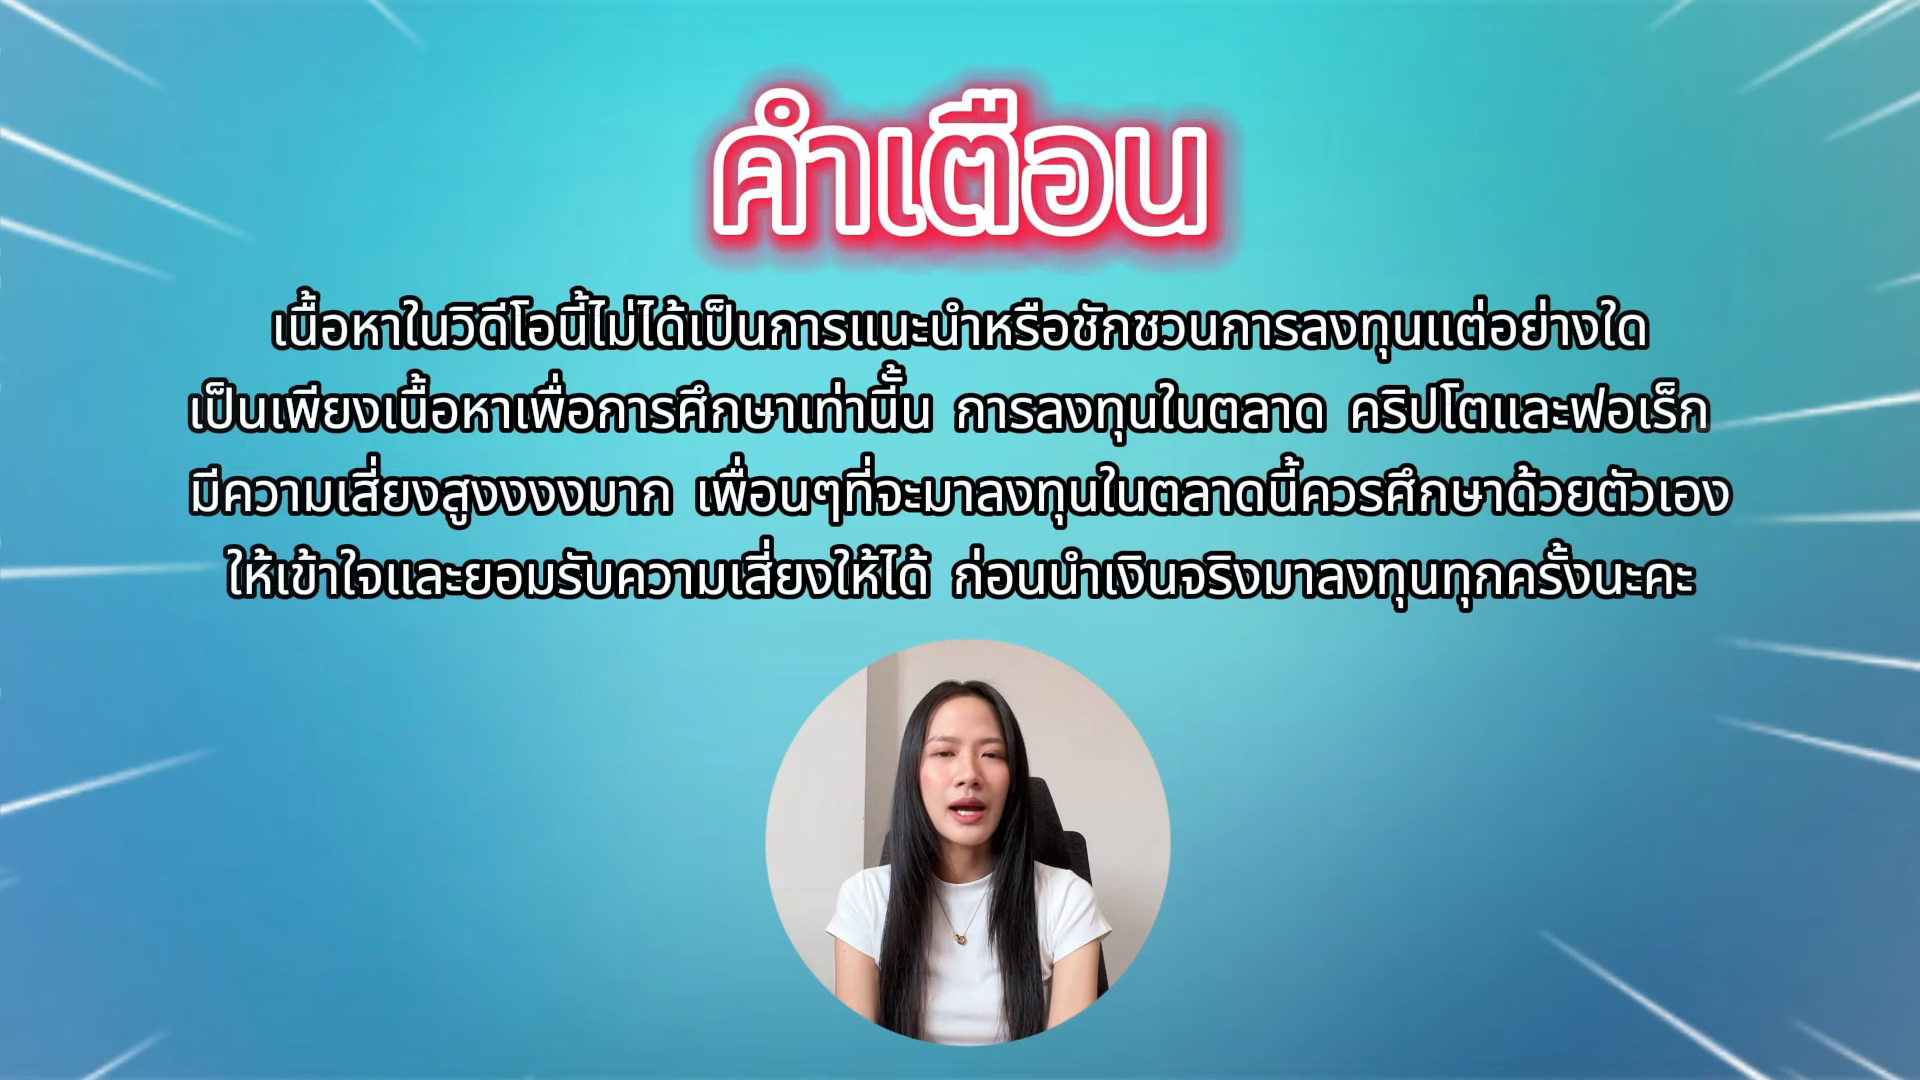 คำเตือน
เนื้อหาในวิดีโอนี้ไม่ได้เป็นการแนะนำหรือชักชวนการลงทุนแต่อย่างใด
เป็นเพียงเนื้อหาเพื่อการศึกษาเท่านี้้น การลงทุนในตลาด คริปโตและฟอเร็ก
มีความเสี่ยงสูงงงงงมาก เพื่อนๆที่จะมาลงทุนในตลาดนี้ควรศึกษาด้วยตัวเอง
ให้เข้าใจและยอมรับความเสี่ยงให้ได้ ก่อนนำเงินจริงมาลงทุนทุกครั้งนะคะ